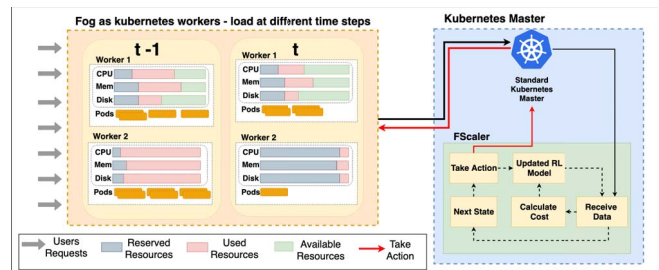 Fog as kubernetes workers - load at different time steps
t -1
Worker 1
CPU
Mem
Disk
Pods
Worker 2
CPU
Mem
Disk
Pods
t
Worker 1
CPU
Mem
Disk
Pods
Worker 2
CPU
Mem
Disk
Pods
Kubernetes Master
Standard
Kubernetes
Master
FScaler
Take Action
Updated RL
Model
Next State
Calculate
Cost
Receive
Data
Users
Requests
Reserved
Resources
Used
Resources
Available
Resources
Take
Action